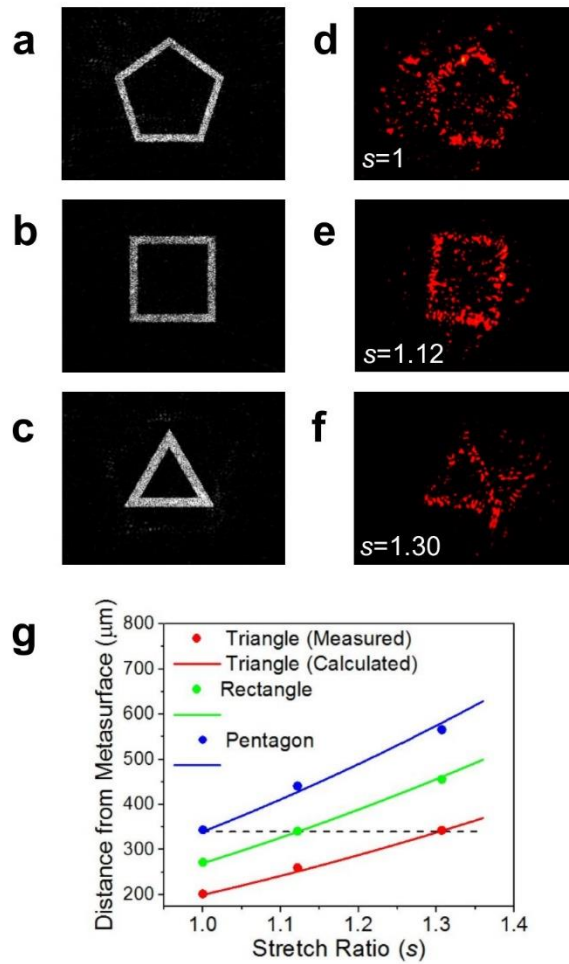 a
d
s=1
b
e
s=1.12
c
f
s=1.30
g
Distance from Metasurface (μm)
800
700
600
500
400
300
200
Triangle (Measured)
Triangle (Calculated)
Rectangle
Pentagon
1.0 1.1 1.2 1.3 1.4
Stretch Ratio (s)